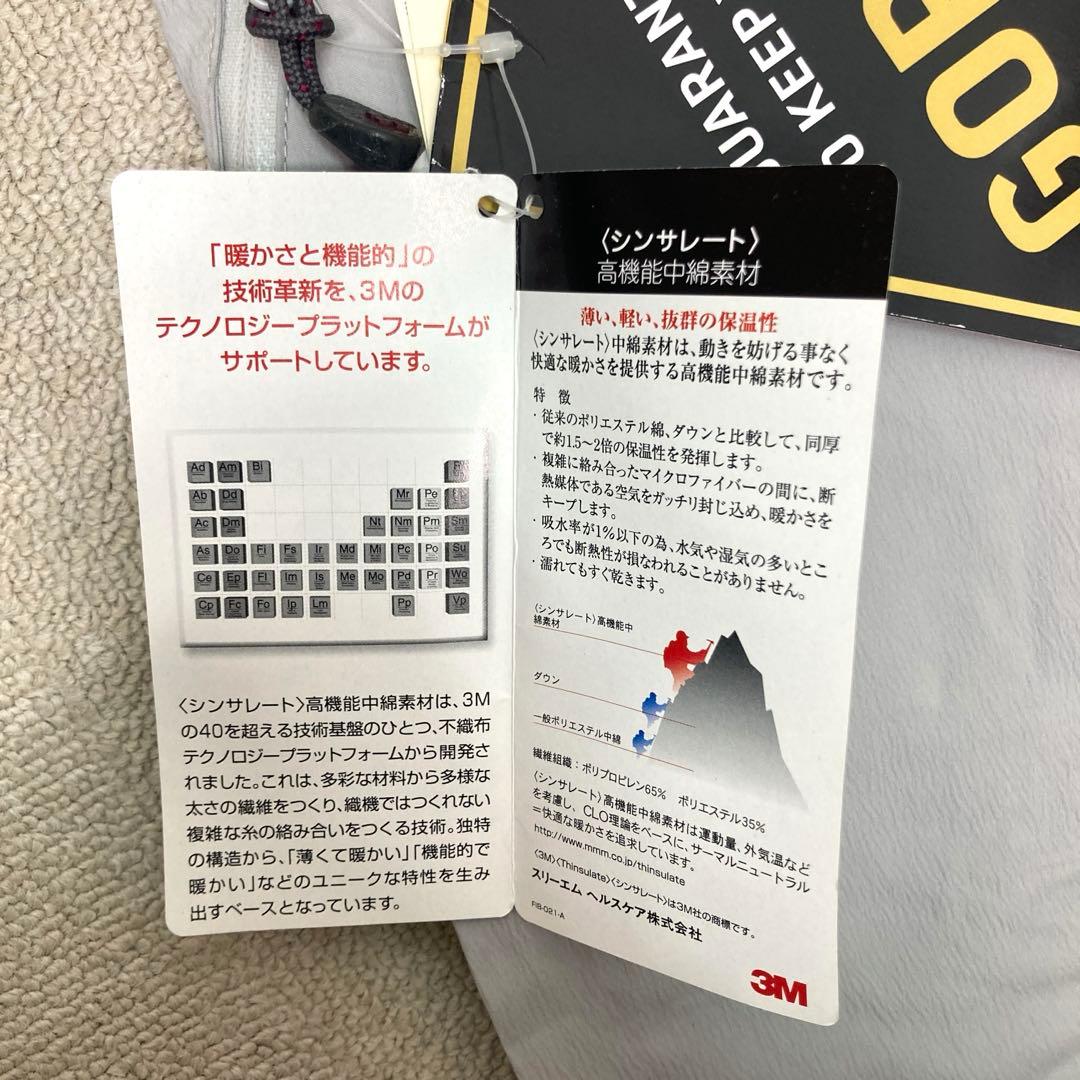 GUARANT
O KEEP
GOR
「暖かさと機能的」の
技術革新を、3Mの
テクノロジープラットフォームが
サポートしています。
Ad Am Bi
Ab Dd Mr Pe
Ac Dm Nt Nm Pm Sm
As Do Fi Fs Ir Md Mi Pc Po Su
Ce Ep Fl Im Is Me Mo Pd Pr Wo
Cp Fc Fo Ip Lm Pp Vp
〈シンサレート〉高機能中綿素材は、3M
の40を超える技術基盤のひとつ、不織布
テクノロジープラットフォームから開発さ
れました。これは、多彩な材料から多様な
太さの繊維をつくり、織機ではつくれない
複雑な糸の絡み合いをつくる技術。独特
の構造から、「薄くて暖かい」「機能的で
暖かい」などのユニークな特性を生み
出すベースとなっています。
〈シンサレート〉
高機能中綿素材
薄い、軽い、抜群の保温性
〈シンサレート〉中綿素材は、動きを妨げる事なく
快適な暖かさを提供する高機能中綿素材です。
特 徴
・従来のポリエステル綿、ダウンと比較して、同厚
で約1.5〜2倍の保温性を発揮します。
・複雑に絡み合ったマイクロファイバーの間に、断
熱媒体である空気をガッチリ封じ込め、暖かさを
キープします。
・吸水率が1％以下の為、水気や湿気の多いとこ
ろでも断熱性が損なわれることがありません。
・濡れてもすぐ乾きます。
〈シンサレート〉高機能中
綿素材
ダウン
一般ポリエステル中綿
繊維組織：ポリプロピレン65% ポリエステル35%
〈シンサレート〉高機能中綿素材は運動量、外気温など
を考慮し、CLO理論をベースに、サーマルニュートラル
＝快適な暖かさを追求しています。
http://www.mmm.co.jp/thinsulate
〈3M〉〈Thinsulate〉〈シンサレート〉は3M社の商標です。
スリーエム ヘルスケア株式会社
FIB-021-A
3M